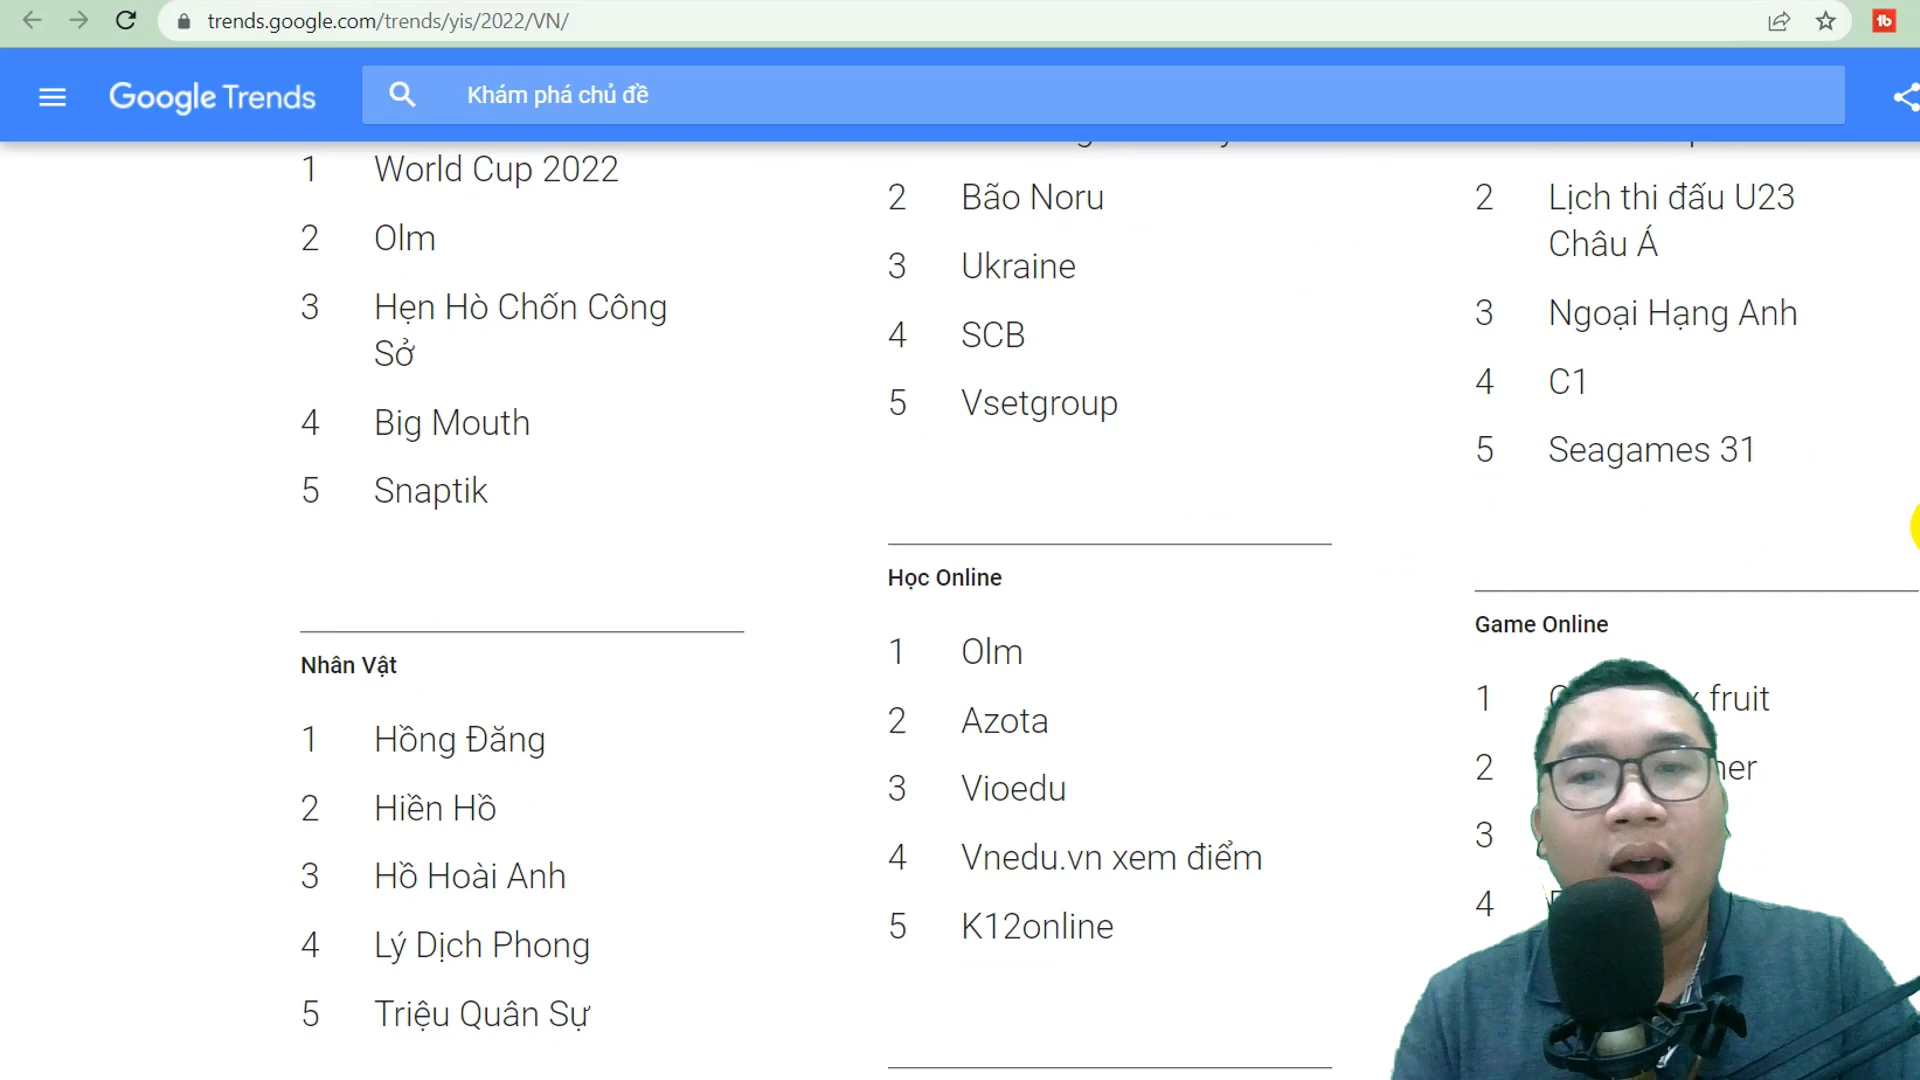 trends.google.com/trends/yis/2022/VN/
Google Trends
Khám phá chủ đề
1 World Cup 2022
2 Olm
3 Hẹn Hò Chốn Công
Sở
4 Big Mouth
5 Snaptik
Nhân Vật
1 Hồng Đăng
2 Hiền Hồ
3 Hồ Hoài Anh
4 Lý Dịch Phong
5 Triệu Quân Sự
2 Bão Noru
3 Ukraine
4 SCB
5 Vsetgroup
Học Online
1 Olm
2 Azota
3 Vioedu
4 Vnedu.vn xem điểm
5 K12online
2 Lịch thi đấu U23
Châu Á
3 Ngoại Hạng Anh
4 C1
5 Seagames 31
Game Online
1 fruit
2
3
4